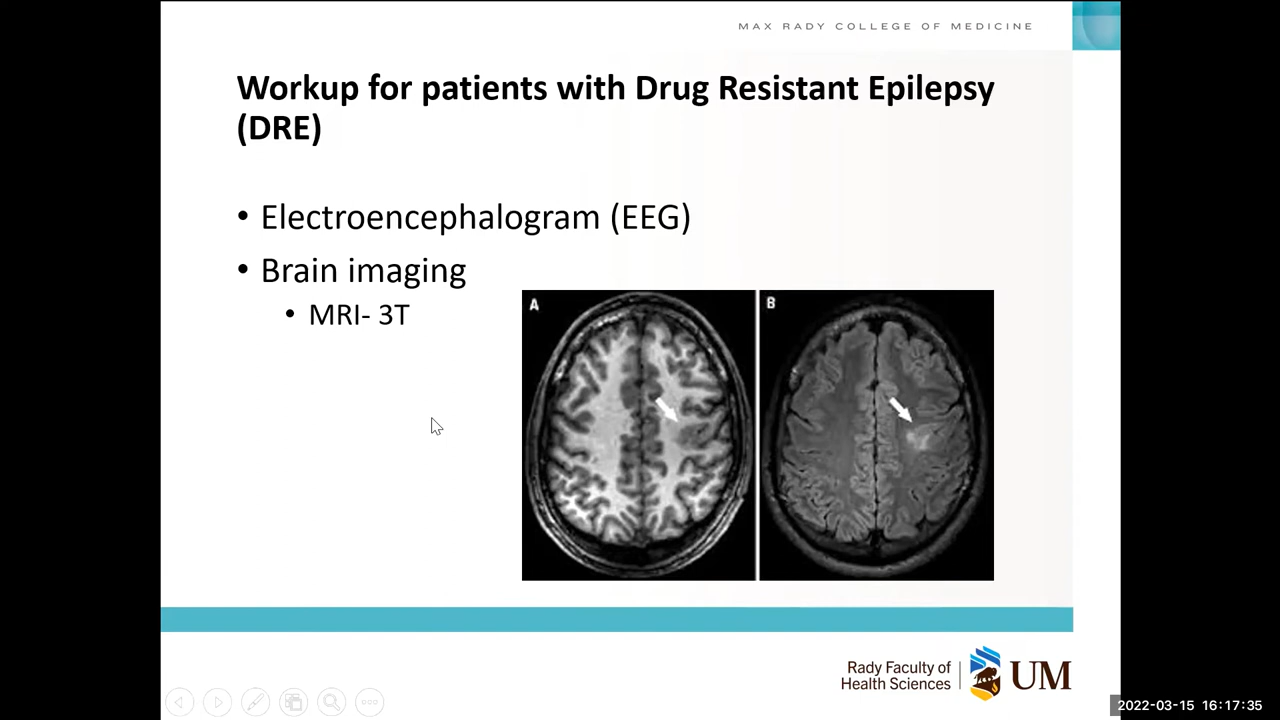 MAX RADY COLLEGE OF MEDICINE
Workup for patients with Drug Resistant Epilepsy
(DRE)
• Electroencephalogram (EEG)
• Brain imaging
• MRI- 3T
A
B
Rady Faculty of
Health Sciences
UM
2022-03-15 16:17:35